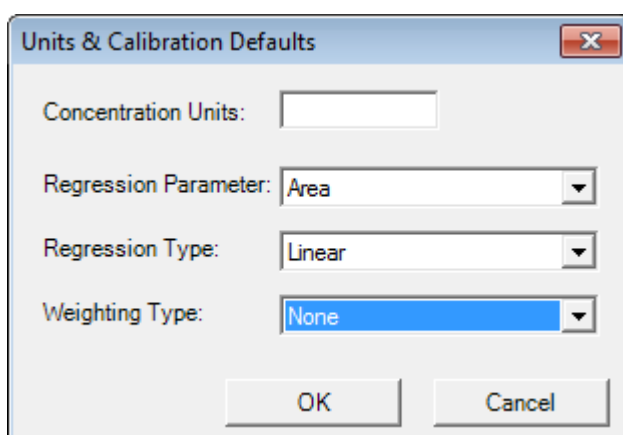 Units & Calibration Defaults
Concentration Units:
Regression Parameter: Area
Regression Type: Linear
Weighting Type: None
OK Cancel